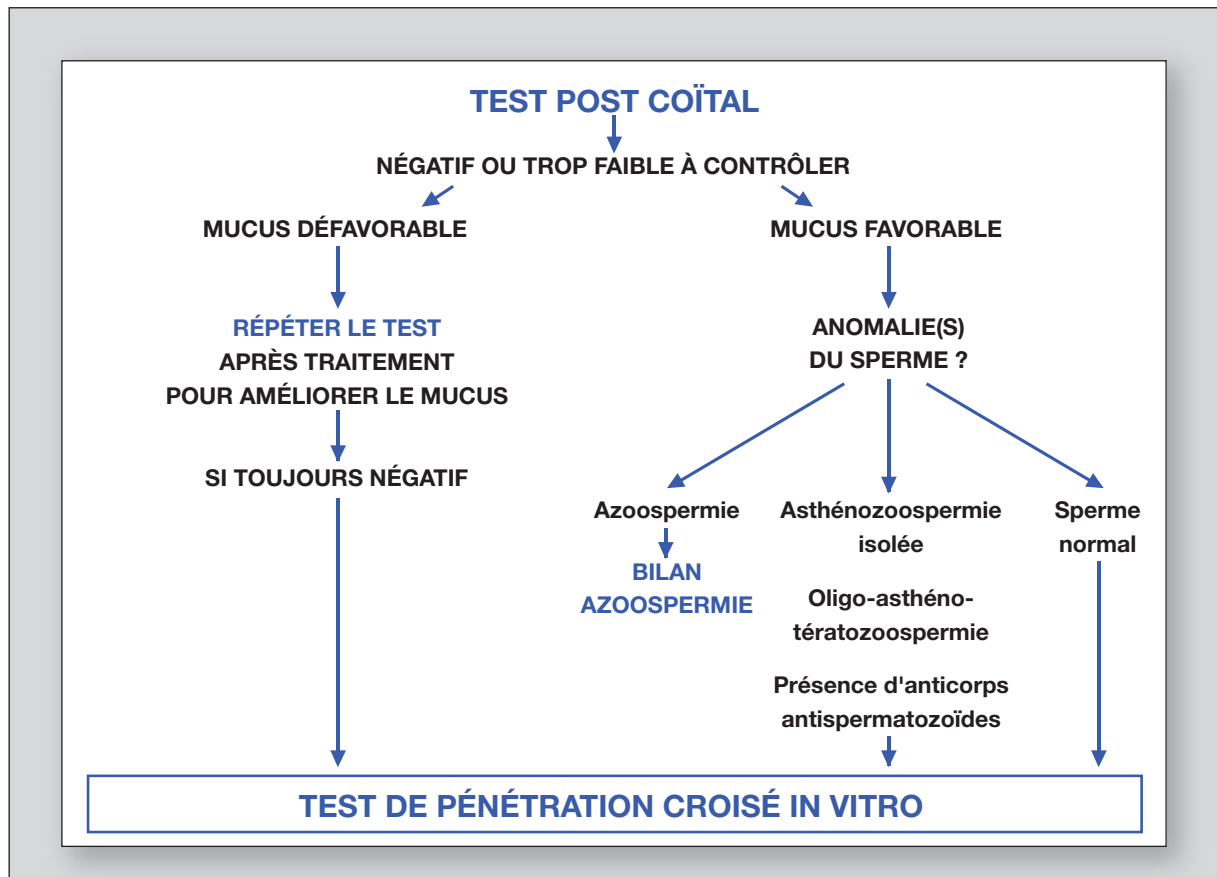 TEST POST COÏTAL
NÉGATIF OU TROP FAIBLE À CONTRÔLER
MUCUS DÉFAVORABLE
MUCUS FAVORABLE
RÉPÉTER LE TEST
APRÈS TRAITEMENT
POUR AMÉLIORER LE MUCUS
SI TOUJOURS NÉGATIF
ANOMALIE(S)
DU SPERME ?
Azoospermie
BILAN
AZOOSPERMIE
Asthénozoospermie
isolée
Oligo-asthéno-
tératozoospermie
Présence d'anticorps
antispermatozoïdes
Sperme
normal
TEST DE PÉNÉTRATION CROISÉ IN VITRO